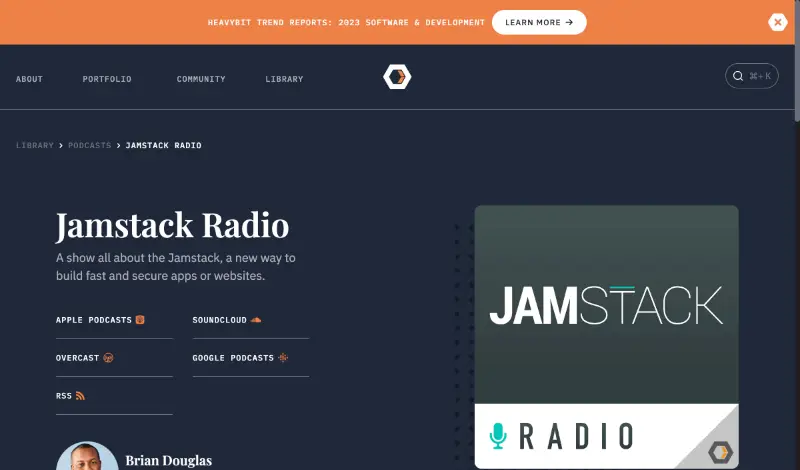 HEAVYBIT TREND REPORTS: 2023 SOFTWARE & DEVELOPMENT LEARN MORE →
ABOUT PORTFOLIO COMMUNITY LIBRARY ⌘+K
LIBRARY > PODCASTS > JAMSTACK RADIO
Jamstack Radio
A show all about the Jamstack, a new way to
build fast and secure apps or websites.
APPLE PODCASTS SOUNDCLOUD
OVERCAST GOOGLE PODCASTS
RSS
Brian Douglas
JAMSTACK
RADIO